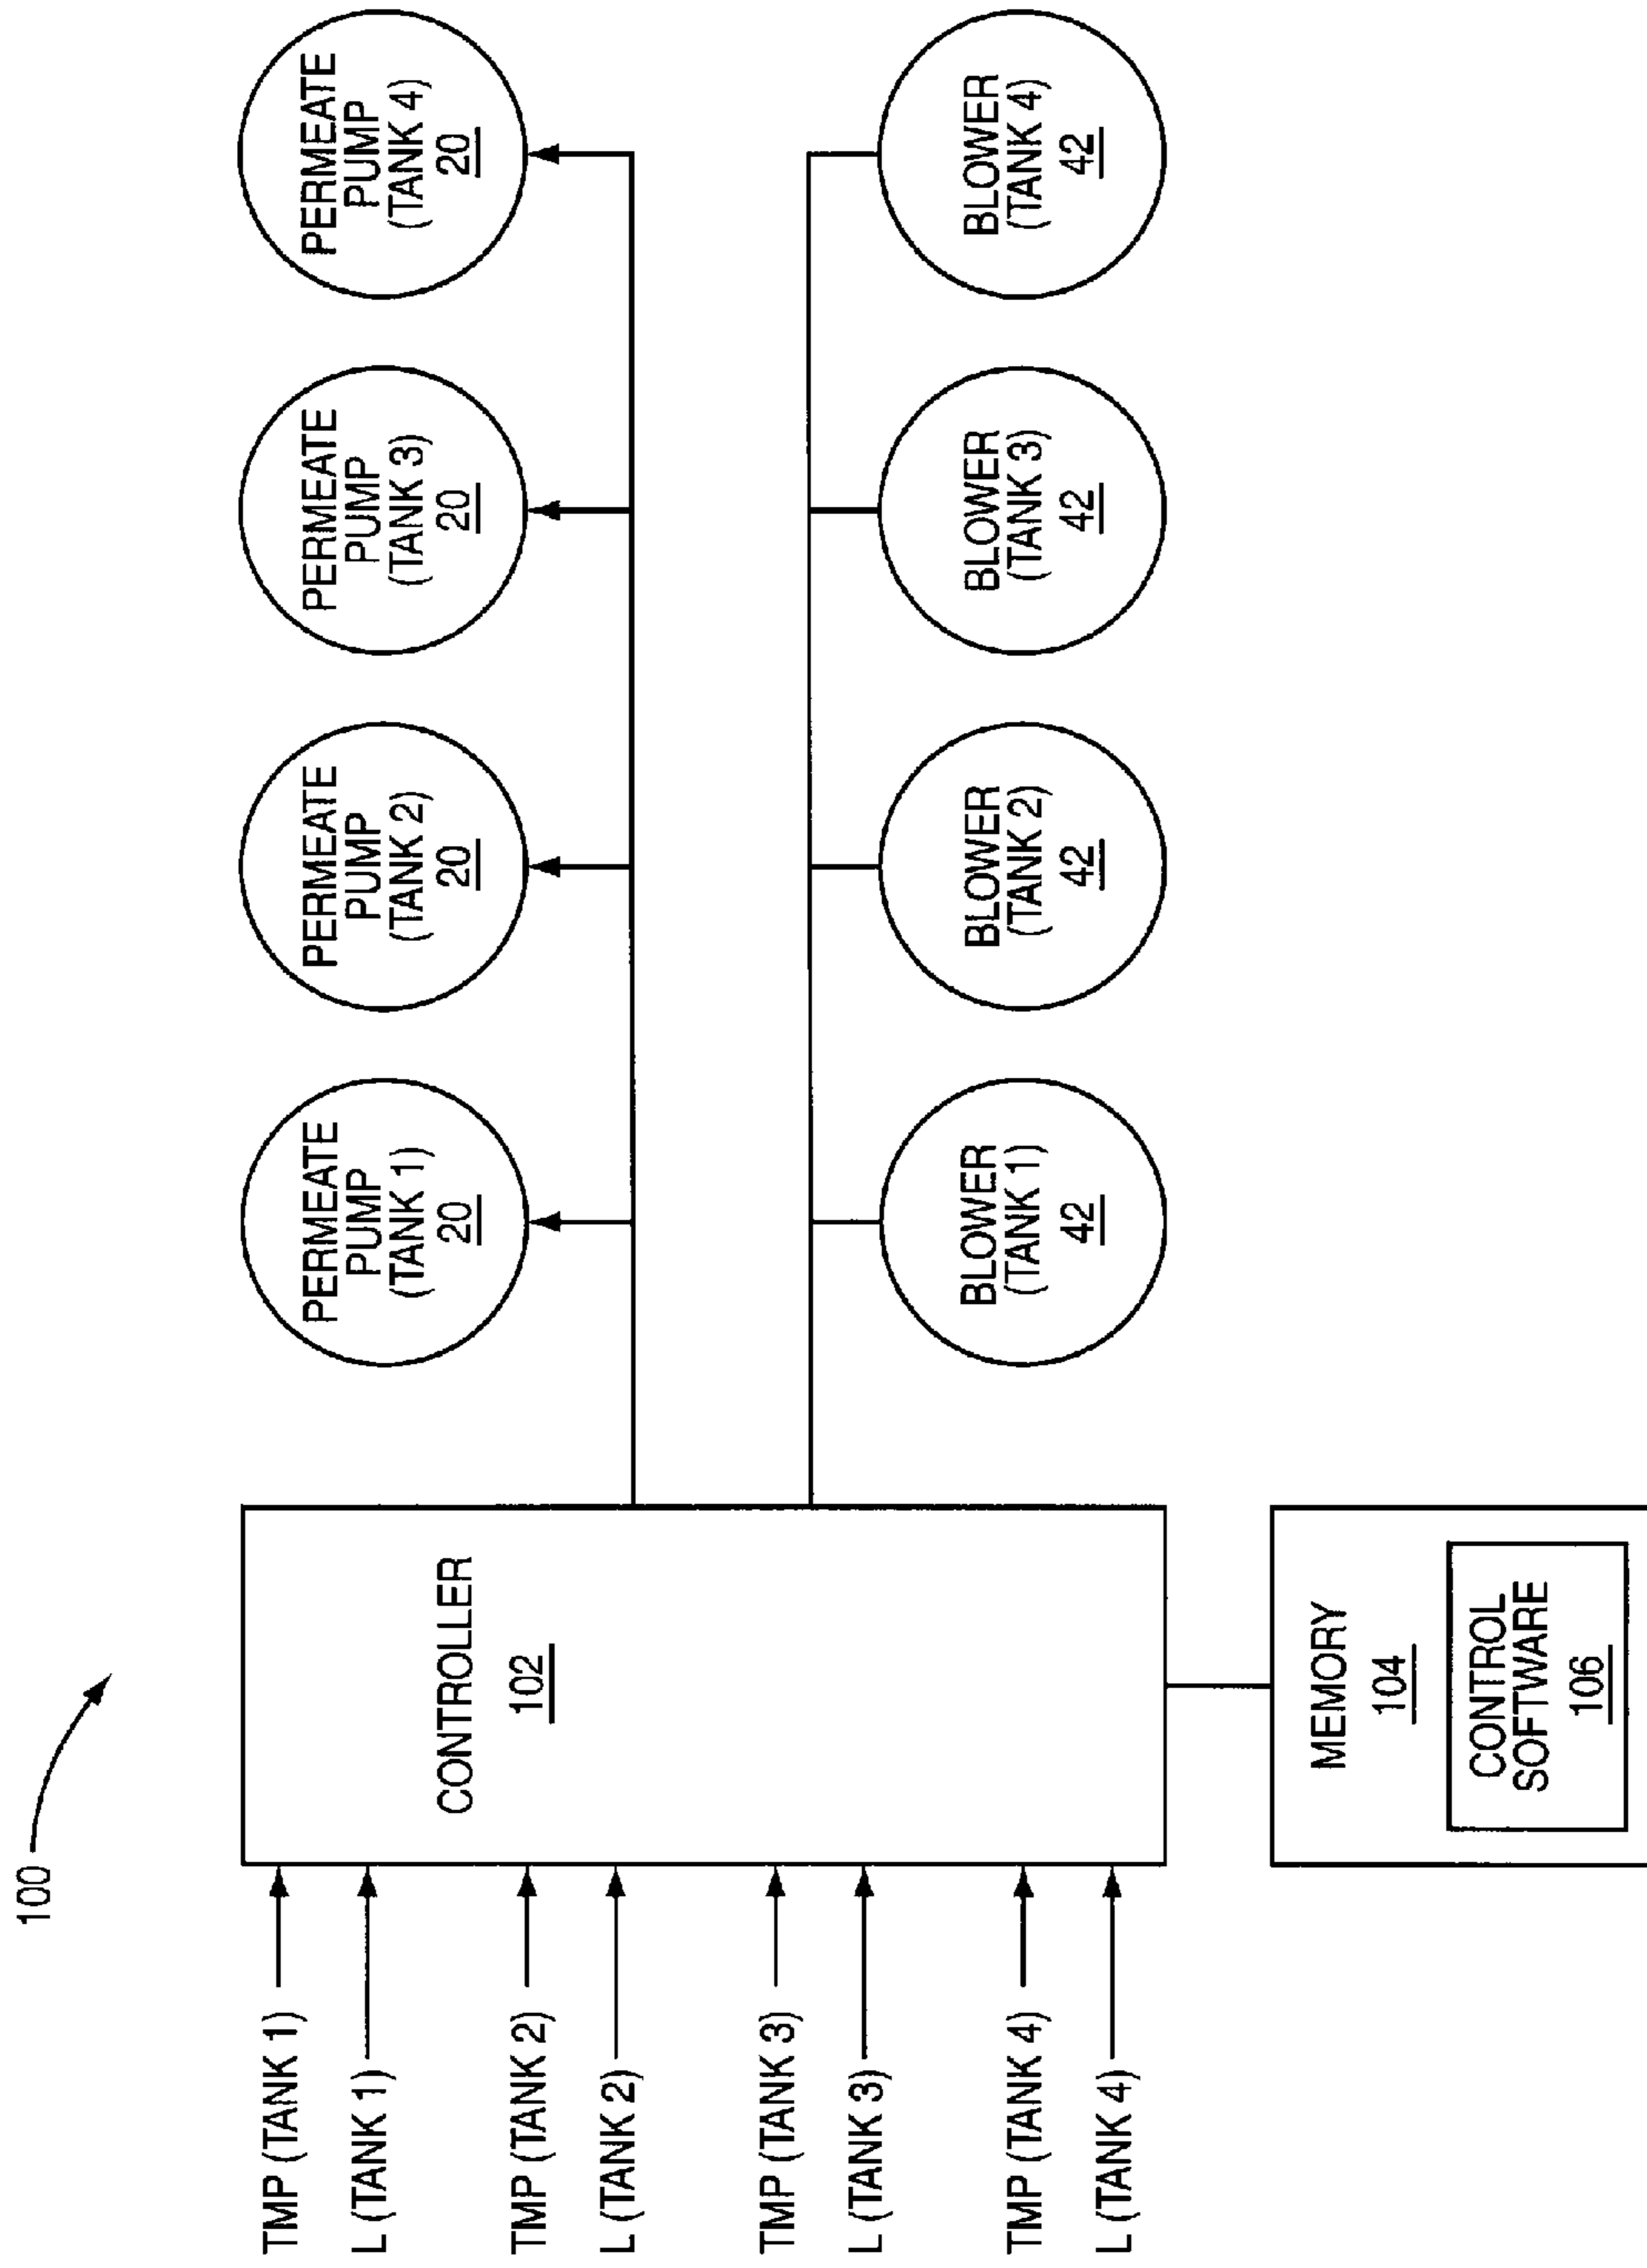 100
TMP (TANK 1)
L (TANK 1)
TMP (TANK 2)
L (TANK 2)
TMP (TANK 3)
L (TANK 3)
TMP (TANK 4)
L (TANK 4)
CONTROLLER
102
MEMORY
104
CONTROL
SOFTWARE
106
PERMEATE
PUMP
(TANK 1)
20
PERMEATE
PUMP
(TANK 2)
20
PERMEATE
PUMP
(TANK 3)
20
PERMEATE
PUMP
(TANK 4)
20
BLOWER
(TANK 1)
42
BLOWER
(TANK 2)
42
BLOWER
(TANK 3)
42
BLOWER
(TANK 4)
42